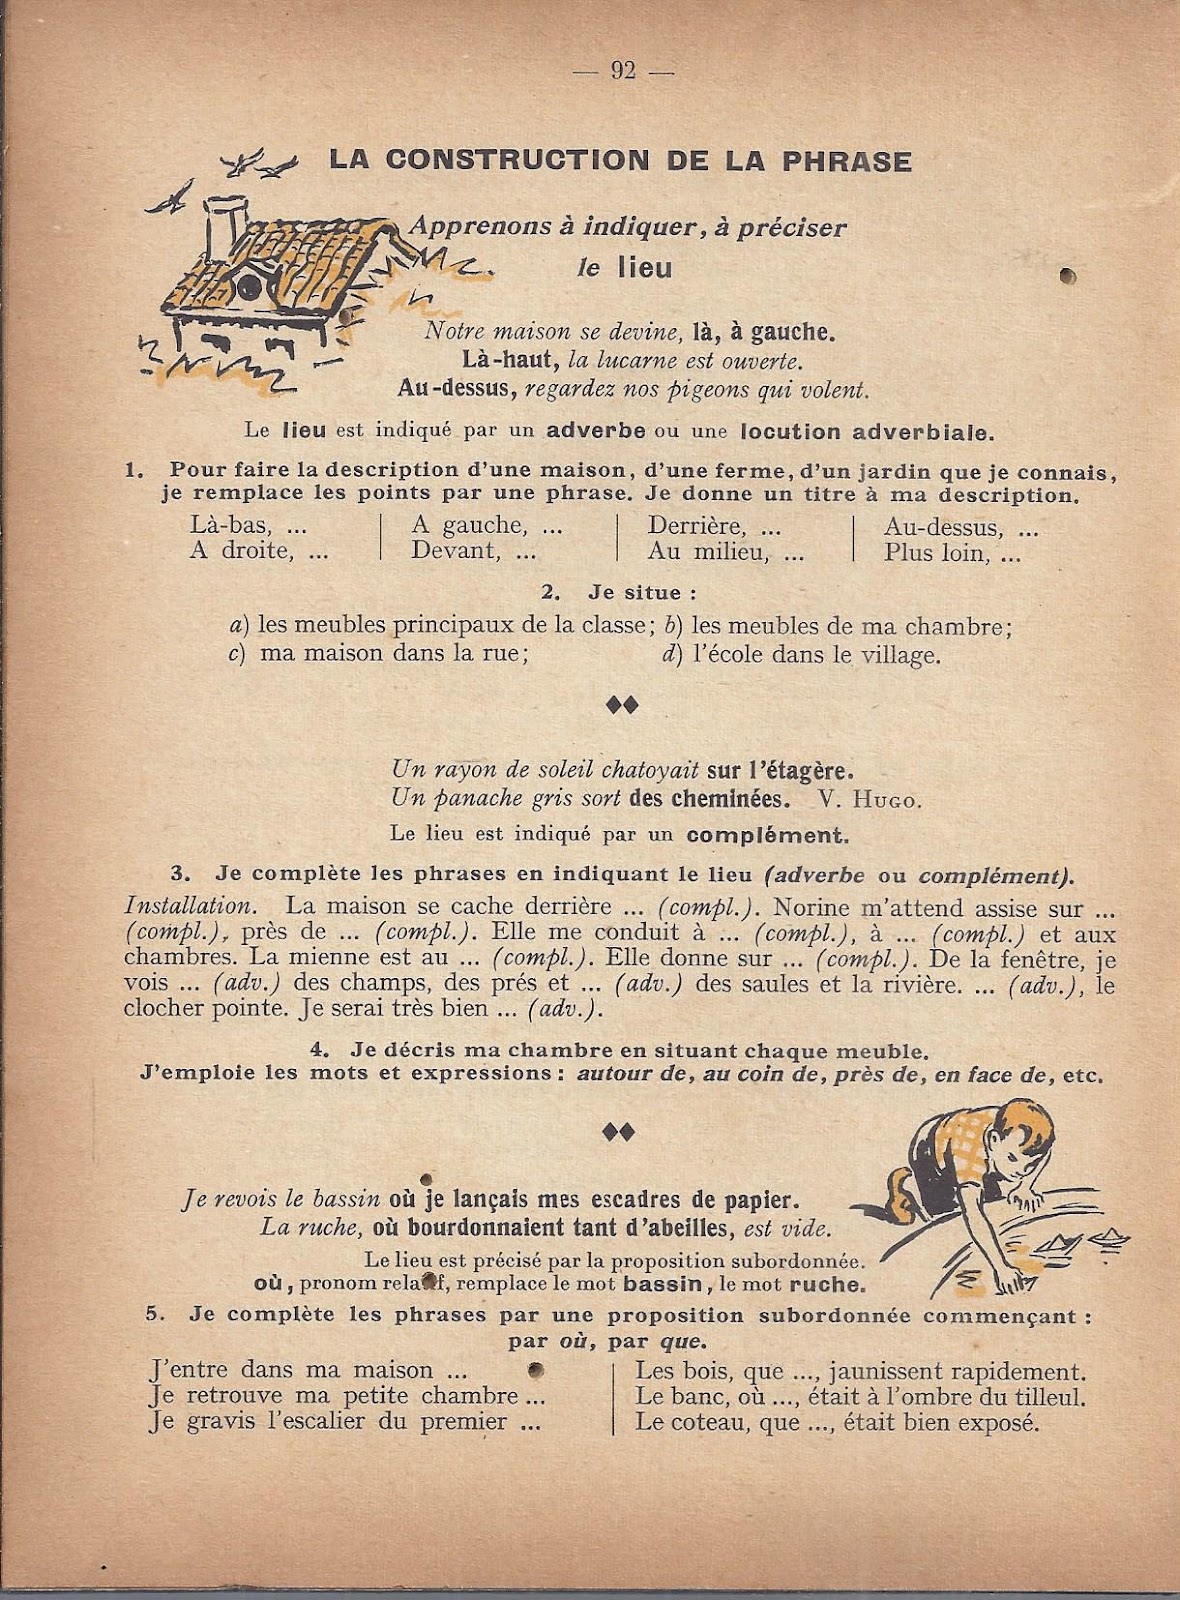 — 92 —
LA CONSTRUCTION DE LA PHRASE
Apprenons à indiquer, à préciser
le lieu
Notre maison se devine, là, à gauche.
Là-haut, la lucarne est ouverte.
Au-dessus, regardez nos pigeons qui volent.
Le lieu est indiqué par un adverbe ou une locution adverbiale.
1. Pour faire la description d'une maison, d'une ferme, d'un jardin que je connais,
je remplace les points par une phrase. Je donne un titre à ma description.
Là-bas, ... | A gauche, ... | Derrière, ... | Au-dessus, ...
A droite, ... | Devant, ... | Au milieu, ... | Plus loin, ...
2. Je situe :
a) les meubles principaux de la classe; b) les meubles de ma chambre;
c) ma maison dans la rue; d) l'école dans le village.
Un rayon de soleil chatoyait sur l'étagère.
Un panache gris sort des cheminées. V. HUGO.
Le lieu est indiqué par un complément.
3. Je complète les phrases en indiquant le lieu (adverbe ou complément).
Installation. La maison se cache derrière ... (compl.). Norine m'attend assise sur ...
(compl.), près de ... (compl.). Elle me conduit à ... (compl.), à ... (compl.) et aux
chambres. La mienne est au ... (compl.). Elle donne sur ... (compl.). De la fenêtre, je
vois ... (adv.) des champs, des prés et ... (adv.) des saules et la rivière. ... (adv.), le
clocher pointe. Je serai très bien ... (adv.).
4. Je décris ma chambre en situant chaque meuble.
J'emploie les mots et expressions : autour de, au coin de, près de, en face de, etc.
Je revois le bassin où je lançais mes escadres de papier.
La ruche, où bourdonnaient tant d'abeilles, est vide.
Le lieu est précisé par la proposition subordonnée.
où, pronom relatif, remplace le mot bassin, le mot ruche.
5. Je complète les phrases par une proposition subordonnée commençant :
par où, par que.
J'entre dans ma maison ... | Les bois, que ..., jaunissent rapidement.
Je retrouve ma petite chambre ... | Le banc, où ..., était à l'ombre du tilleul.
Je gravis l'escalier du premier ... | Le coteau, que ..., était bien exposé.